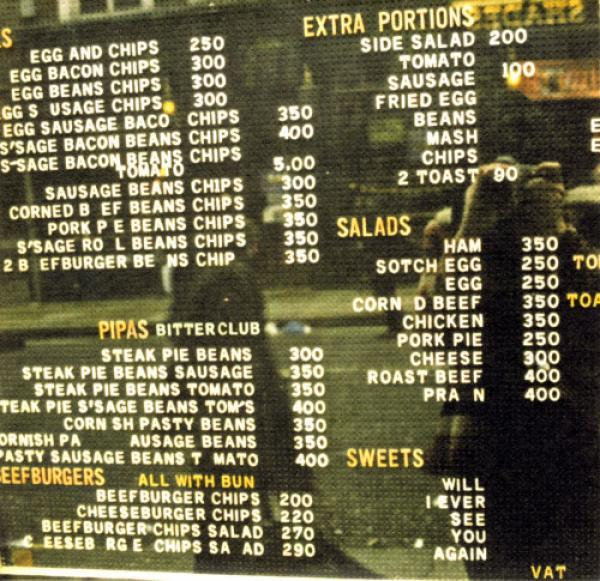 S
EGG AND CHIPS 250
EGG BACON CHIPS 300
EGG BEANS CHIPS 300
GG S USAGE CHIPS 300
EGG SAUSAGE BACO CHIPS 350
S'SAGE BACON BEANS CHIPS 400
S-SAGE BACON BEANS CHIPS
TOMATO 5,00
SAUSAGE BEANS CHIPS 300
CORNED B EF BEANS CHIPS 350
PORK P E BEANS CHIPS 350
S'SAGE RO L BEANS CHIPS 350
2 B EFBURGER BE NS CHIP 350
PIPAS BITTERCLUB
STEAK PIE BEANS 300
STEAK PIE BEANS SAUSAGE 350
STEAK PIE BEANS TOMATO 350
TEAK PIE S'SAGE BEANS TOM'S 400
CORN SH PASTY BEANS 350
ORNISH PA AUSAGE BEANS 350
PASTY SAUSAGE BEANS T MATO 400
BEEFBURGERS ALL WITH BUN
BEEFBURGER CHIPS 200
CHEESEBURGER CHIPS 220
BEEFBURGER CHIPS SALAD 270
C EESEB RG E CHIPS SA AD 290
EXTRA PORTIONS
SIDE SALAD 200
TOMATO
SAUSAGE 100
FRIED EGG
BEANS
MASH
CHIPS
2 TOAST 90
SALADS
HAM 350
SOTCH EGG 250
EGG 250
CORN D BEEF 350
CHICKEN 350
PORK PIE 250
CHEESE 300
ROAST BEEF 400
PRA N 400
SWEETS
WILL
I EVER
SEE
YOU
AGAIN
E
E
TO
TOA
VAT